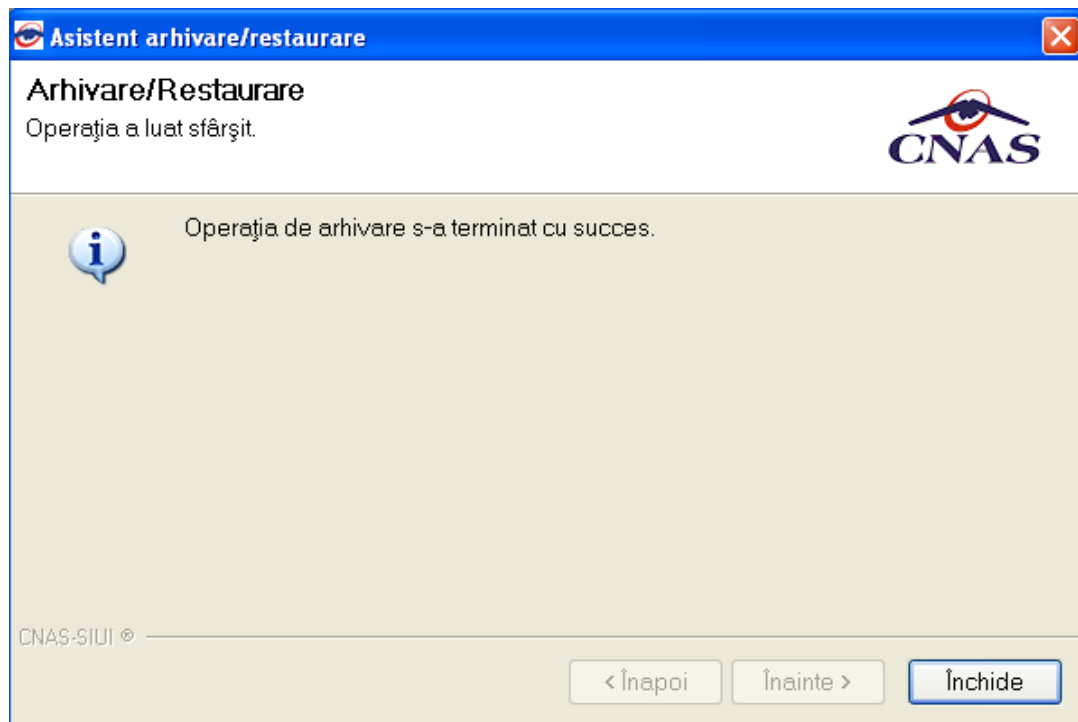 Asistent arhivare/restaurare
Arhivare/Restaurare
Operaţia a luat sfârşit.
CNAS
Operaţia de arhivare s-a terminat cu succes.
CNAS-SIUI ®
< Înapoi
Înainte >
Închide